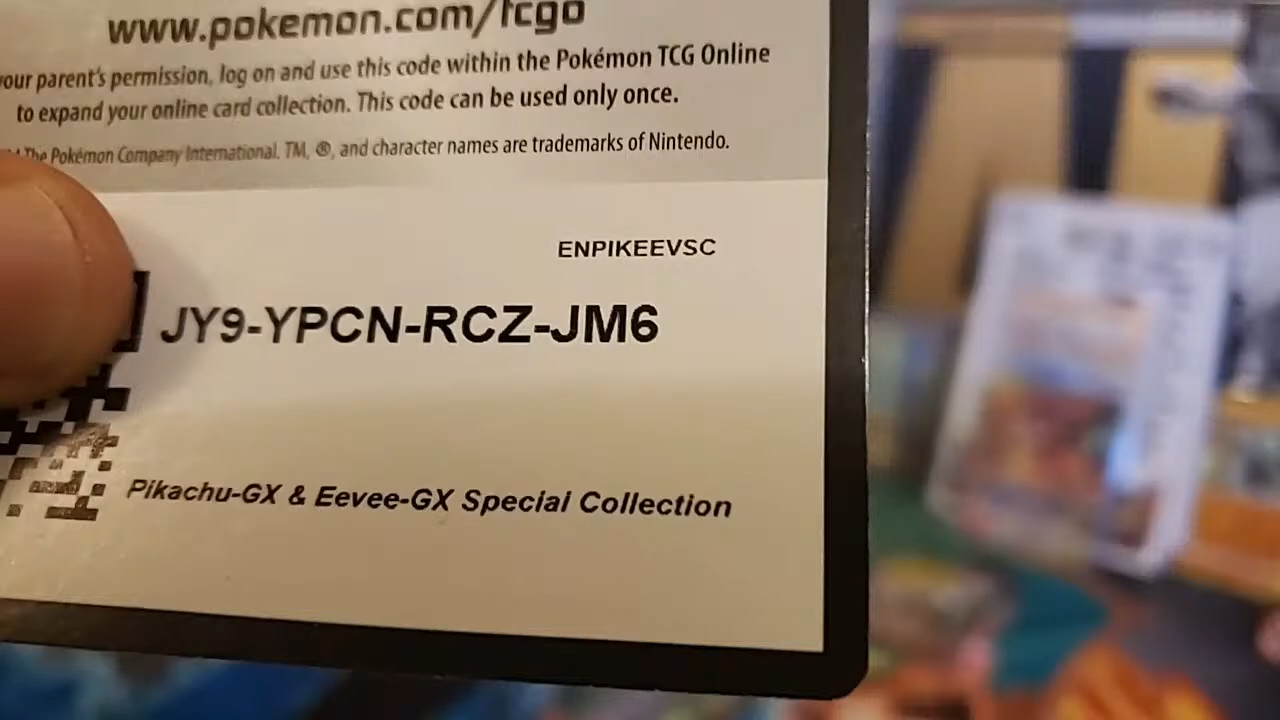 www.pokemon.com/tcgo
your parent's permission, log on and use this code within the Pokémon TCG Online
to expand your online card collection. This code can be used only once.
The Pokémon Company International. TM, ®, and character names are trademarks of Nintendo.
ENPIKEEVSC
JY9-YPCN-RCZ-JM6
Pikachu-GX & Eevee-GX Special Collection